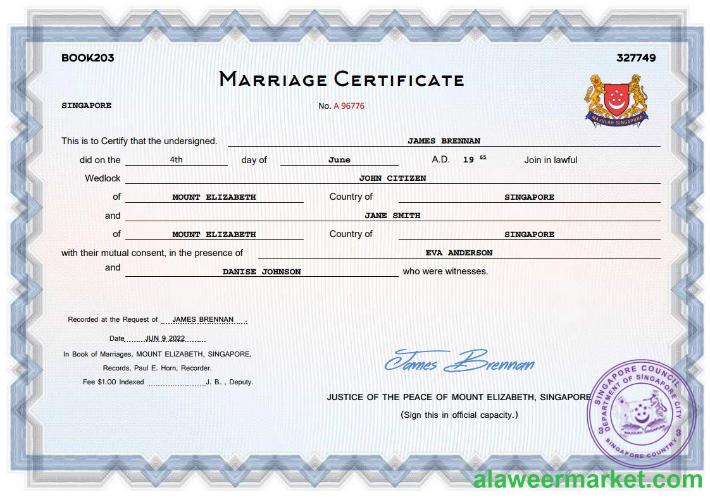 BOOK203
327749
MARRIAGE CERTIFICATE
SINGAPORE
No. A 96776
MAJULAH SINGAPURA
This is to Certify that the undersigned. JAMES BRENNAN
did on the 4th day of June A.D. 19 61 Join in lawful
Wedlock JOHN CITIZEN
of MOUNT ELIZABETH Country of SINGAPORE
and JANE SMITH
of MOUNT ELIZABETH Country of SINGAPORE
with their mutual consent, in the presence of EVA ANDERSON
and DANISE JOHNSON who were witnesses.
Recorded at the Request of JAMES BRENNAN
Date JUN 9 2022
In Book of Marriages, MOUNT ELIZABETH, SINGAPORE,
Records, Paul E. Horn, Recorder.
Fee $1.00 Indexed J. B. , Deputy.
James Brennan
JUSTICE OF THE PEACE OF MOUNT ELIZABETH, SINGAPORE
(Sign this in official capacity.)
SINGAPORE COUNCIL
DEPARTMENT OF SINGAPORE CITY
SINGAPORE COUNTRY
alaweermarket.com